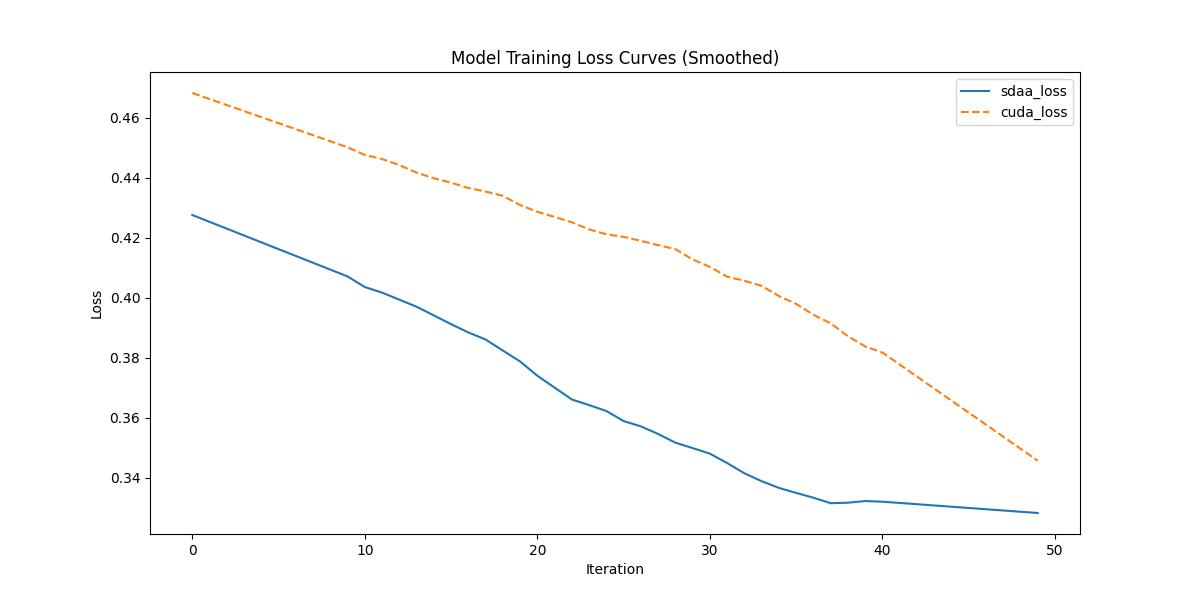 Model Training Loss Curves (Smoothed)
sdaa_loss
cuda_loss
Loss
0.46
0.44
0.42
0.40
0.38
0.36
0.34
0 10 20 30 40 50
Iteration